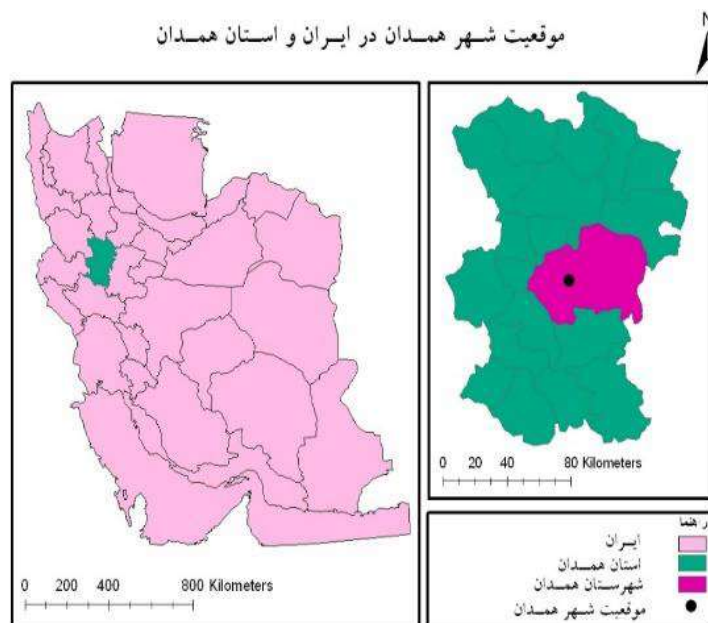 موقعیت شهر همدان در ایران و استان همدان
N
0 200 400 800 Kilometers
0 20 40 80 Kilometers
ر هنما
ایران
استان همدان
شهرستان همدان
موقعیت شهر همدان